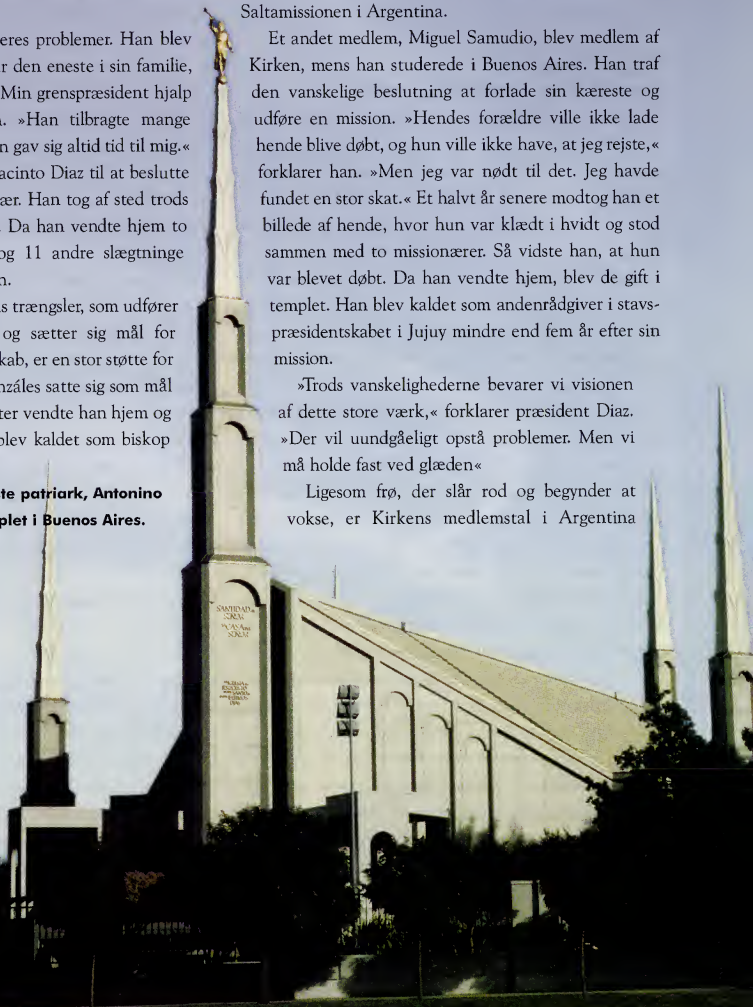 eres problemer. Han blev
r den eneste i sin familie,
Min grenspræsident hjalp
. »Han tilbragte mange
n gav sig altid tid til mig.«
acinto Diaz til at beslutte
ær. Han tog af sted trods
. Da han vendte hjem to
og 11 andre slægtninge
n.
s trængsler, som udfører
og sætter sig mål for
kab, er en stor støtte for
nzáles satte sig som mål
ter vendte han hjem og
blev kaldet som biskop
te patriark, Antonino
plet i Buenos Aires.
Saltamissionen i Argentina.
Et andet medlem, Miguel Samudio, blev medlem af
Kirken, mens han studerede i Buenos Aires. Han traf
den vanskelige beslutning at forlade sin kæreste og
udføre en mission. »Hendes forældre ville ikke lade
hende blive døbt, og hun ville ikke have, at jeg rejste,«
forklarer han. »Men jeg var nødt til det. Jeg havde
fundet en stor skat.« Et halvt år senere modtog han et
billede af hende, hvor hun var klædt i hvidt og stod
sammen med to missionærer. Så vidste han, at hun
var blevet døbt. Da han vendte hjem, blev de gift i
templet. Han blev kaldet som andenrådgiver i stavs-
præsidentskabet i Jujuy mindre end fem år efter sin
mission.
»Trods vanskelighederne bevarer vi visionen
af dette store værk,« forklarer præsident Diaz.
»Der vil uundgåeligt opstå problemer. Men vi
må holde fast ved glæden«
Ligesom frø, der slår rod og begynder at
vokse, er Kirkens medlemstal i Argentina
SANTIDAD